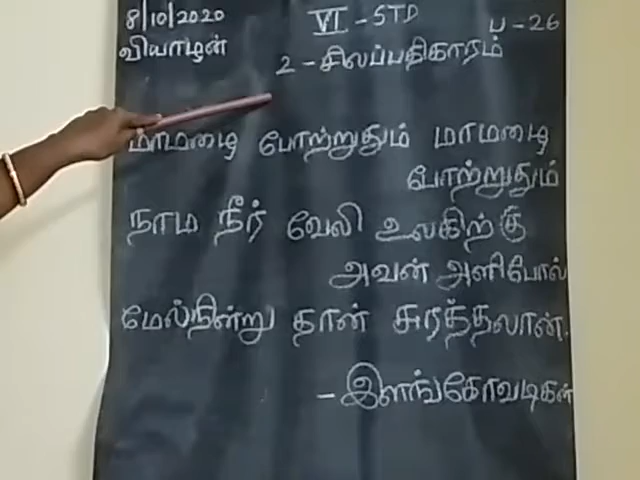 8/10/2020 VI - STD ப - 26
வியாழன்
2 - சிலப்பதிகாரம்
மாமழை போற்றுதும் மாமழை
போற்றுதும்
நாம நீர் வேலி உலகிற்கு
அவன் அளிபோல்
மேல்நின்று தான் சுரத்தலான்.
- இளங்கோவடிகள்